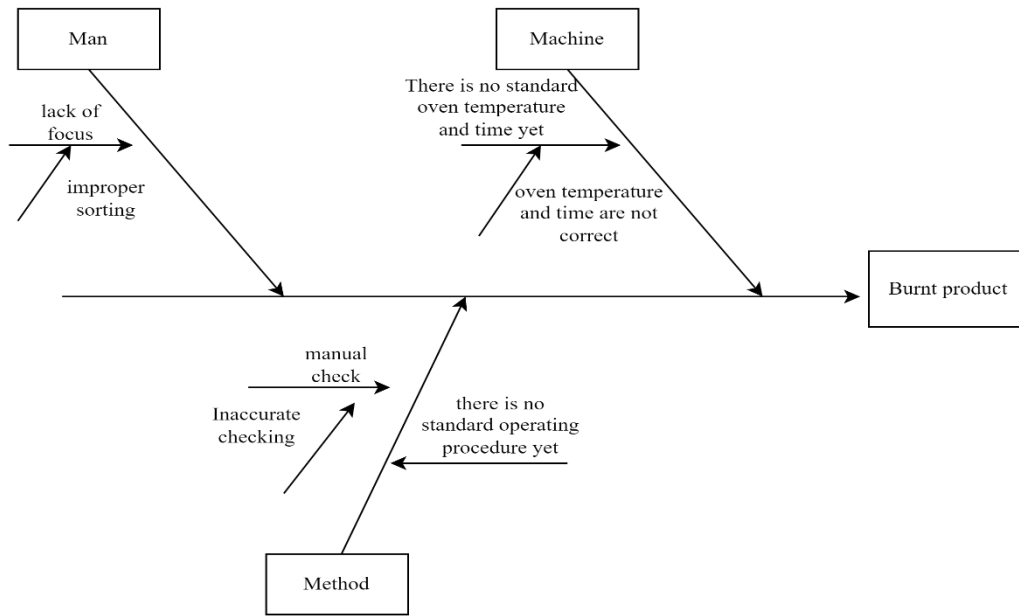 Man
Machine
lack of
focus
There is no standard
oven temperature
and time yet
improper
sorting
oven temperature
and time are not
correct
Burnt product
manual
check
Inaccurate
checking
there is no
standard operating
procedure yet
Method